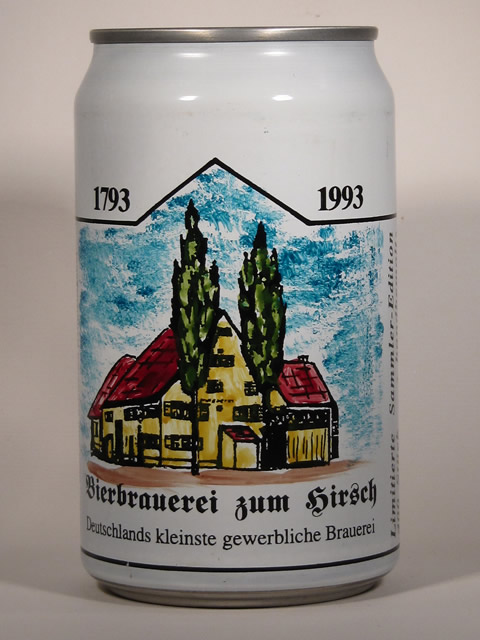 1793
1993
Bierbrauerei zum Hirsch
Deutschlands kleinste gewerbliche Brauerei
Limitierte Sammler-Edition